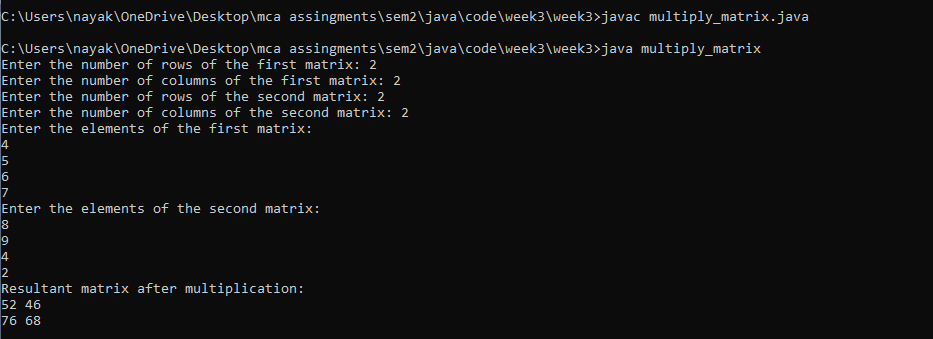 C:\Users\nayak\OneDrive\Desktop\mca assingments\sem2\java\code\week3\week3>javac multiply_matrix.java
C:\Users\nayak\OneDrive\Desktop\mca assingments\sem2\java\code\week3\week3>java multiply_matrix
Enter the number of rows of the first matrix: 2
Enter the number of columns of the first matrix: 2
Enter the number of rows of the second matrix: 2
Enter the number of columns of the second matrix: 2
Enter the elements of the first matrix:
4
5
6
7
Enter the elements of the second matrix:
8
9
4
2
Resultant matrix after multiplication:
52 46
76 68